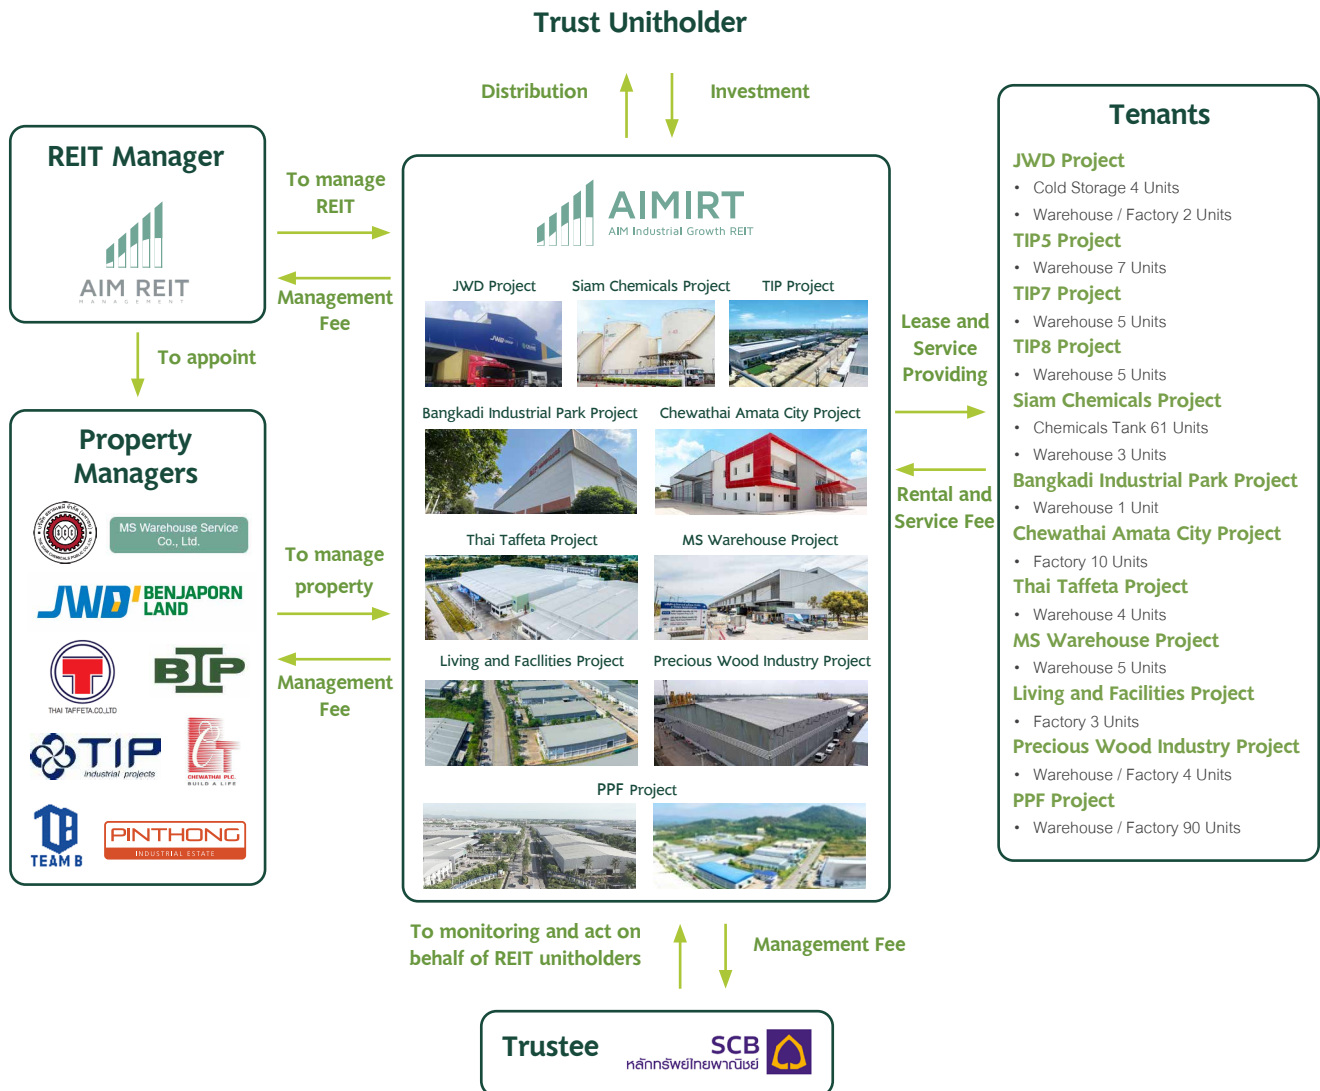 Trust Unitholder
Distribution
Investment
REIT Manager
AIM REIT
MANAGEMENT
To manage
REIT
Management
Fee
To appoint
Property
Managers
MS Warehouse Service
Co., Ltd.
JWD BENJAPORN
LAND
THAI TAFFETA.CO.,LTD
BIP
TIP
industrial projects
CT
CHEWATHAI PLC.
BUILD A LIFE
TB
TEAM B
PINTHONG
INDUSTRIAL ESTATE
To manage
property
Management
Fee
AIMIRT
AIM Industrial Growth REIT
JWD Project
Siam Chemicals Project
TIP Project
JWD
Bangkadi Industrial Park Project
Chewathai Amata City Project
Thai Taffeta Project
MS Warehouse Project
Living and Facllities Project
Precious Wood Industry Project
PPF Project
Lease and
Service
Providing
Rental and
Service Fee
Tenants
JWD Project
• Cold Storage 4 Units
• Warehouse / Factory 2 Units
TIP5 Project
• Warehouse 7 Units
TIP7 Project
• Warehouse 5 Units
TIP8 Project
• Warehouse 5 Units
Siam Chemicals Project
• Chemicals Tank 61 Units
• Warehouse 3 Units
Bangkadi Industrial Park Project
• Warehouse 1 Unit
Chewathai Amata City Project
• Factory 10 Units
Thai Taffeta Project
• Warehouse 4 Units
MS Warehouse Project
• Warehouse 5 Units
Living and Facilities Project
• Factory 3 Units
Precious Wood Industry Project
• Warehouse / Factory 4 Units
PPF Project
• Warehouse / Factory 90 Units
To monitoring and act on
behalf of REIT unitholders
Management Fee
Trustee
SCB
หลักทรัพย์ไทยพาณิชย์